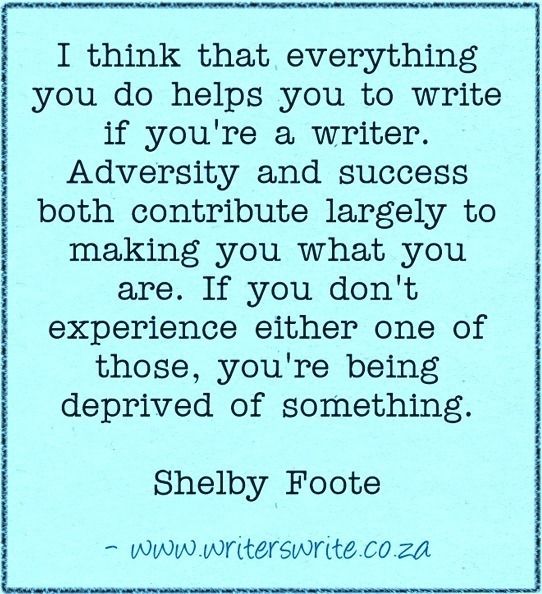 I think that everything
you do helps you to write
if you're a writer.
Adversity and success
both contribute largely to
making you what you
are. If you don't
experience either one of
those, you're being
deprived of something.
Shelby Foote
- www.writerswrite.co.za